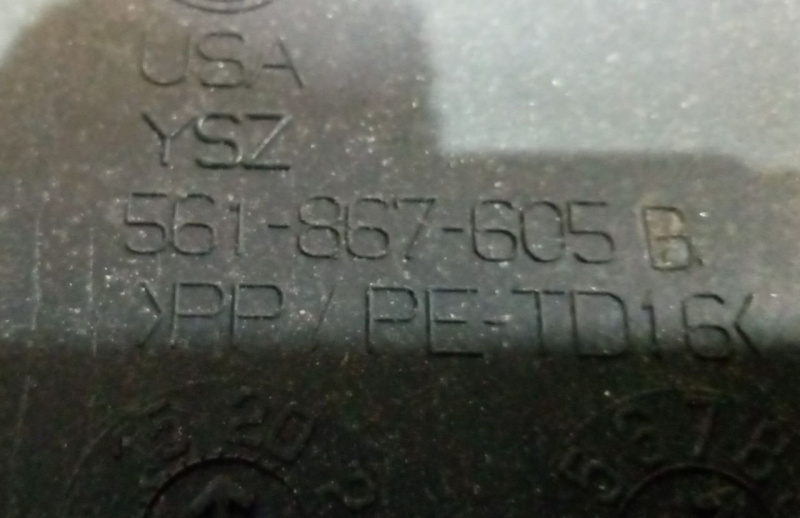 USA
YSZ
561-867-605 B
>PP/PE-TD16<